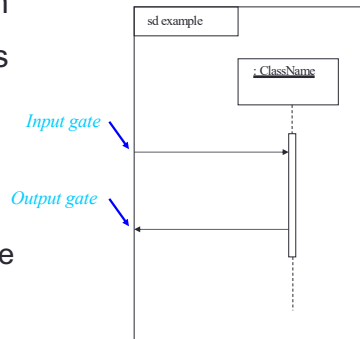 sd example
: ClassName
Input gate
Output gate
s
e